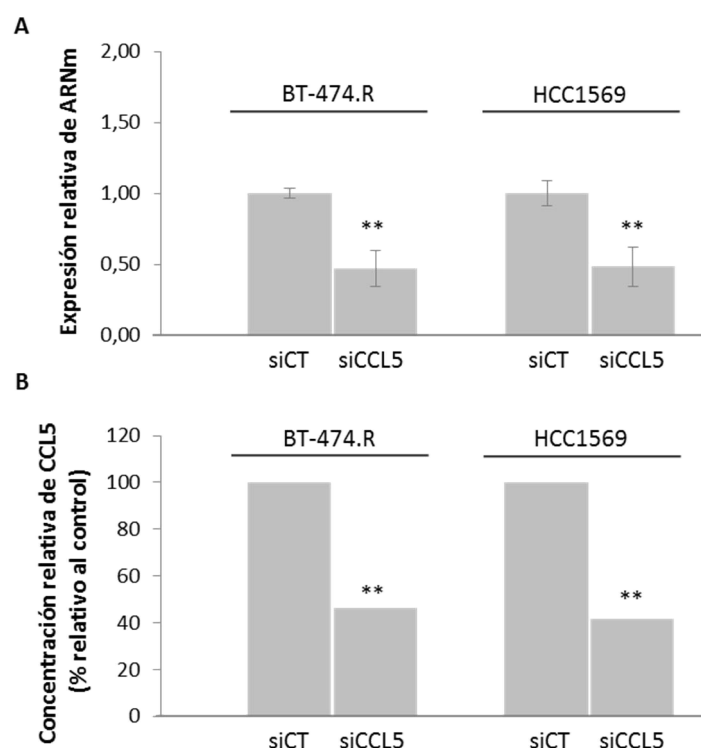 A
Expresión relativa de ARNm
2,00
1,50
1,00
0,50
0,00
BT-474.R
HCC1569
**
**
siCT
siCCL5
siCT
siCCL5
B
Concentración relativa de CCL5
(% relativo al control)
120
100
80
60
40
20
0
BT-474.R
HCC1569
**
**
siCT
siCCL5
siCT
siCCL5